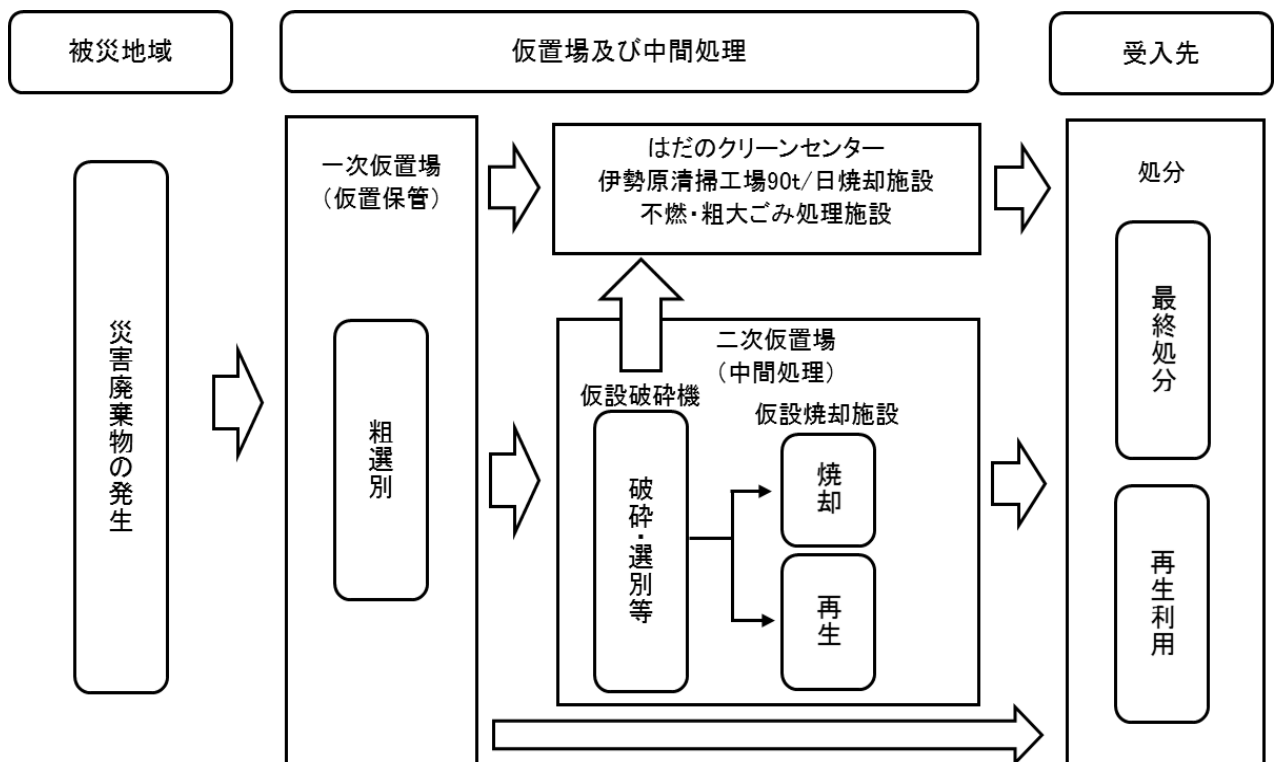 被災地域
仮置場及び中間処理
受入先
災害廃棄物の発生
一次仮置場
(仮置保管)
粗選別
はだのクリーンセンター
伊勢原清掃工場90t/日焼却施設
不燃・粗大ごみ処理施設
二次仮置場
(中間処理)
仮設破砕機
破砕・選別等
仮設焼却施設
焼却
再生
処分
最終処分
再生利用